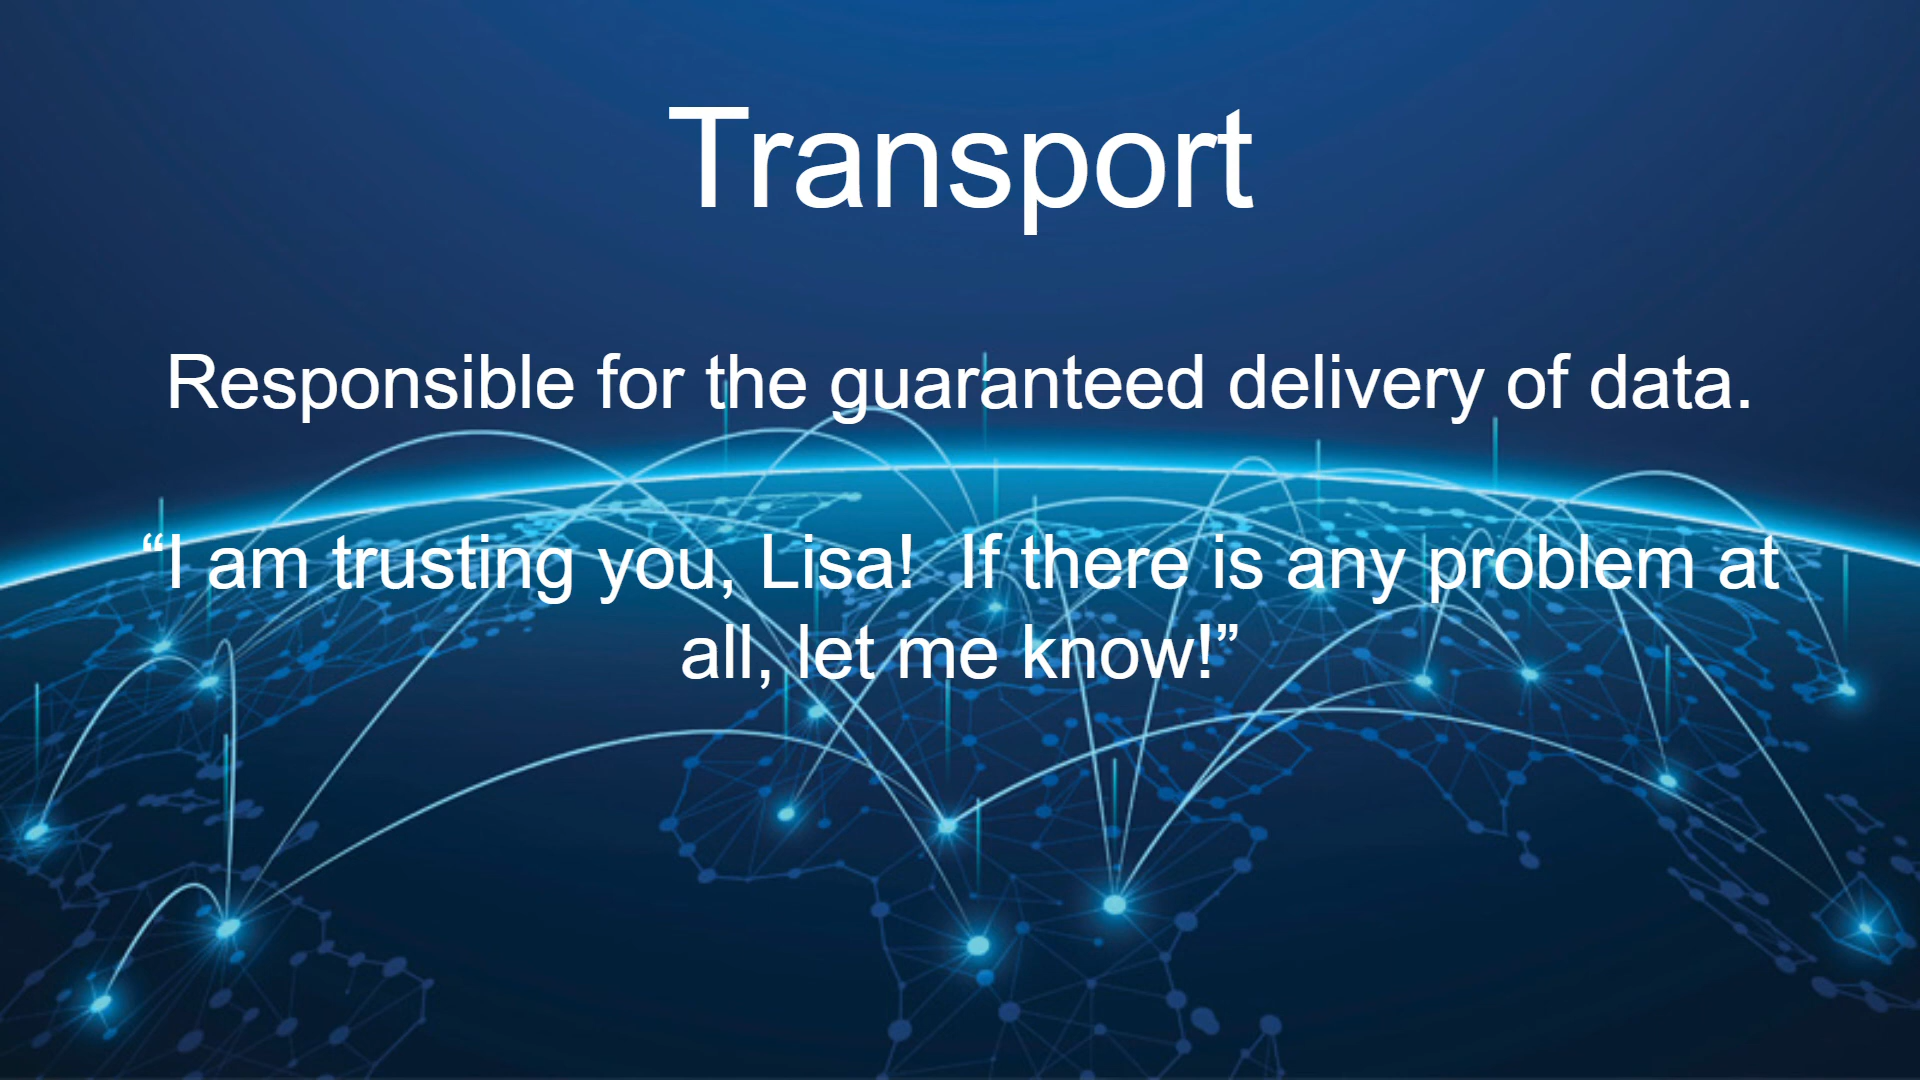 Transport
Responsible for the guaranteed delivery of data.
“I am trusting you, Lisa!  If there is any problem at
all, let me know!”